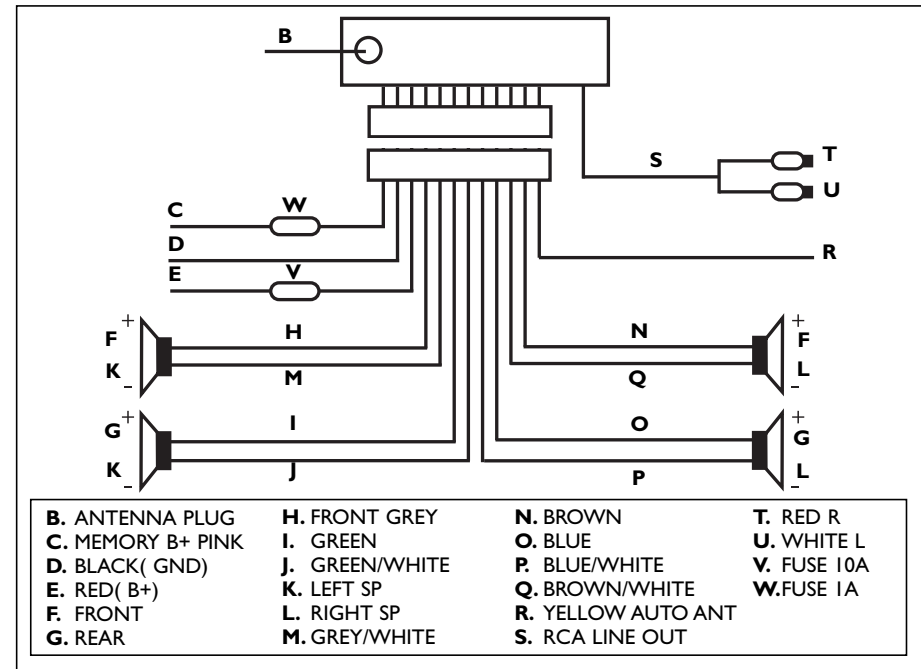 B
S
T
U
C
W
D
R
E
V
+
F
H
N
+
F
K
M
Q
L
-
-
+
G
I
O
+
G
K
J
P
L
-
-
B. ANTENNA PLUG
C. MEMORY B+ PINK
D. BLACK( GND)
E. RED( B+)
F. FRONT
G. REAR
H. FRONT GREY
I. GREEN
J. GREEN/WHITE
K. LEFT SP
L. RIGHT SP
M. GREY/WHITE
N. BROWN
O. BLUE
P. BLUE/WHITE
Q. BROWN/WHITE
R. YELLOW AUTO ANT
S. RCA LINE OUT
T. RED R
U. WHITE L
V. FUSE 10A
W. FUSE 1A